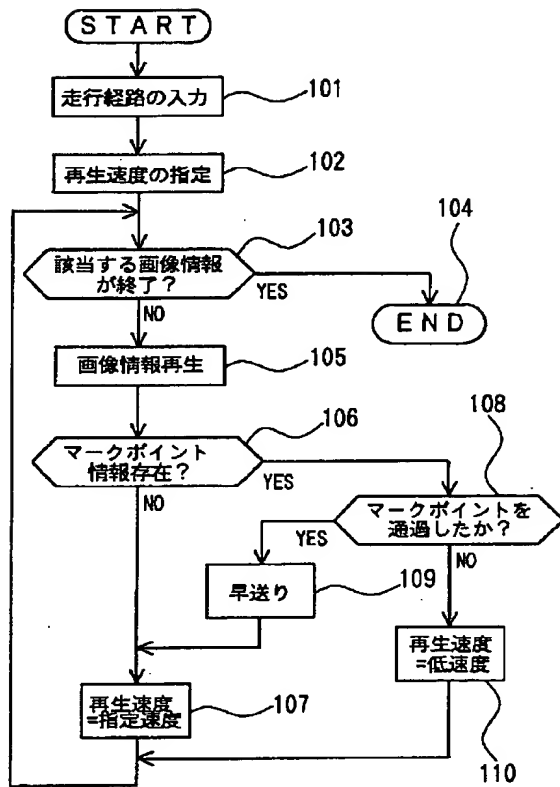 START
走行経路の入力
101
再生速度の指定
102
103
104
該当する画像情報
が終了？
YES
END
NO
画像情報再生
105
106
108
マークポイント
情報存在？
YES
NO
マークポイントを
通過したか？
YES
NO
早送り
109
再生速度
=低速度
再生速度
=指定速度
107
110